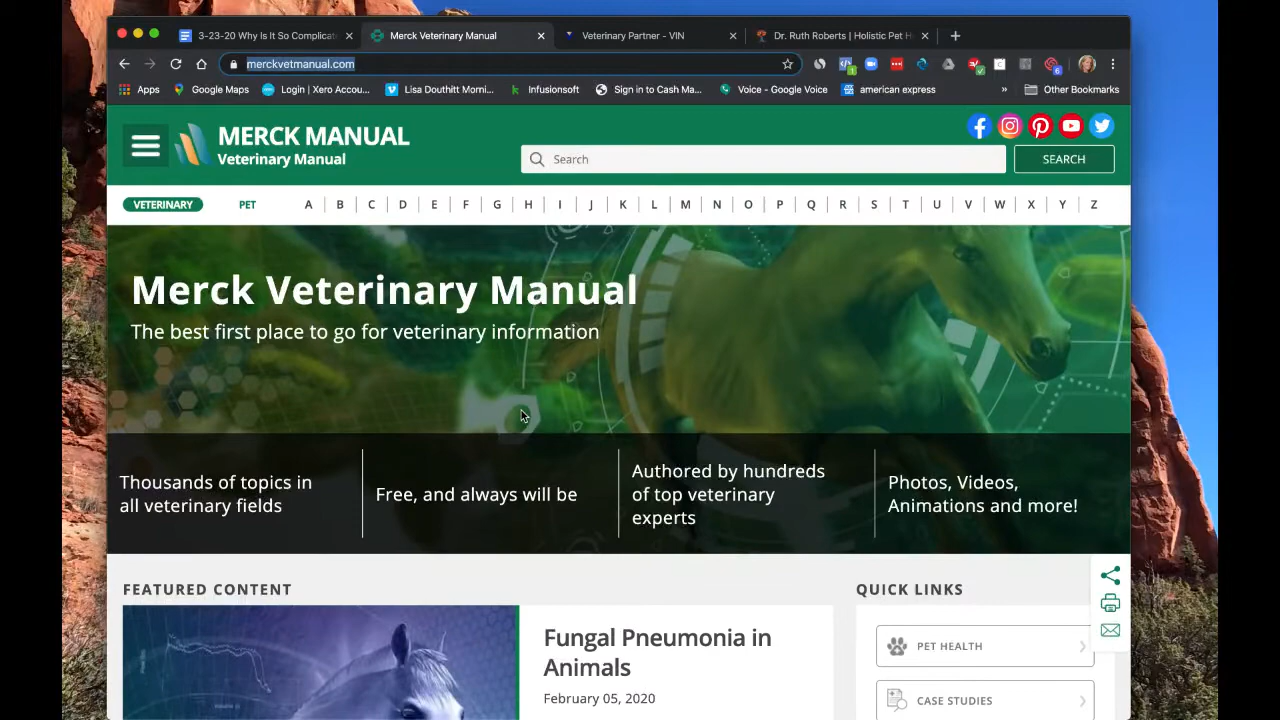 3-23-20 Why Is It So Complicat
Merck Veterinary Manual
Veterinary Partner - VIN
Dr. Ruth Roberts | Holistic Pet H
merckvetmanual.com
Apps
Google Maps
Login | Xero Accou...
Lisa Douthitt Morni...
Infusionsoft
Sign in to Cash Ma...
Voice - Google Voice
american express
»
Other Bookmarks
MERCK MANUAL
Veterinary Manual
Search
SEARCH
VETERINARY PET A B C D E F G H I J K L M N O P Q R S T U V W X Y Z
Merck Veterinary Manual
The best first place to go for veterinary information
Thousands of topics in
all veterinary fields
Free, and always will be
Authored by hundreds
of top veterinary
experts
Photos, Videos,
Animations and more!
FEATURED CONTENT
Fungal Pneumonia in
Animals
February 05, 2020
QUICK LINKS
PET HEALTH
CASE STUDIES